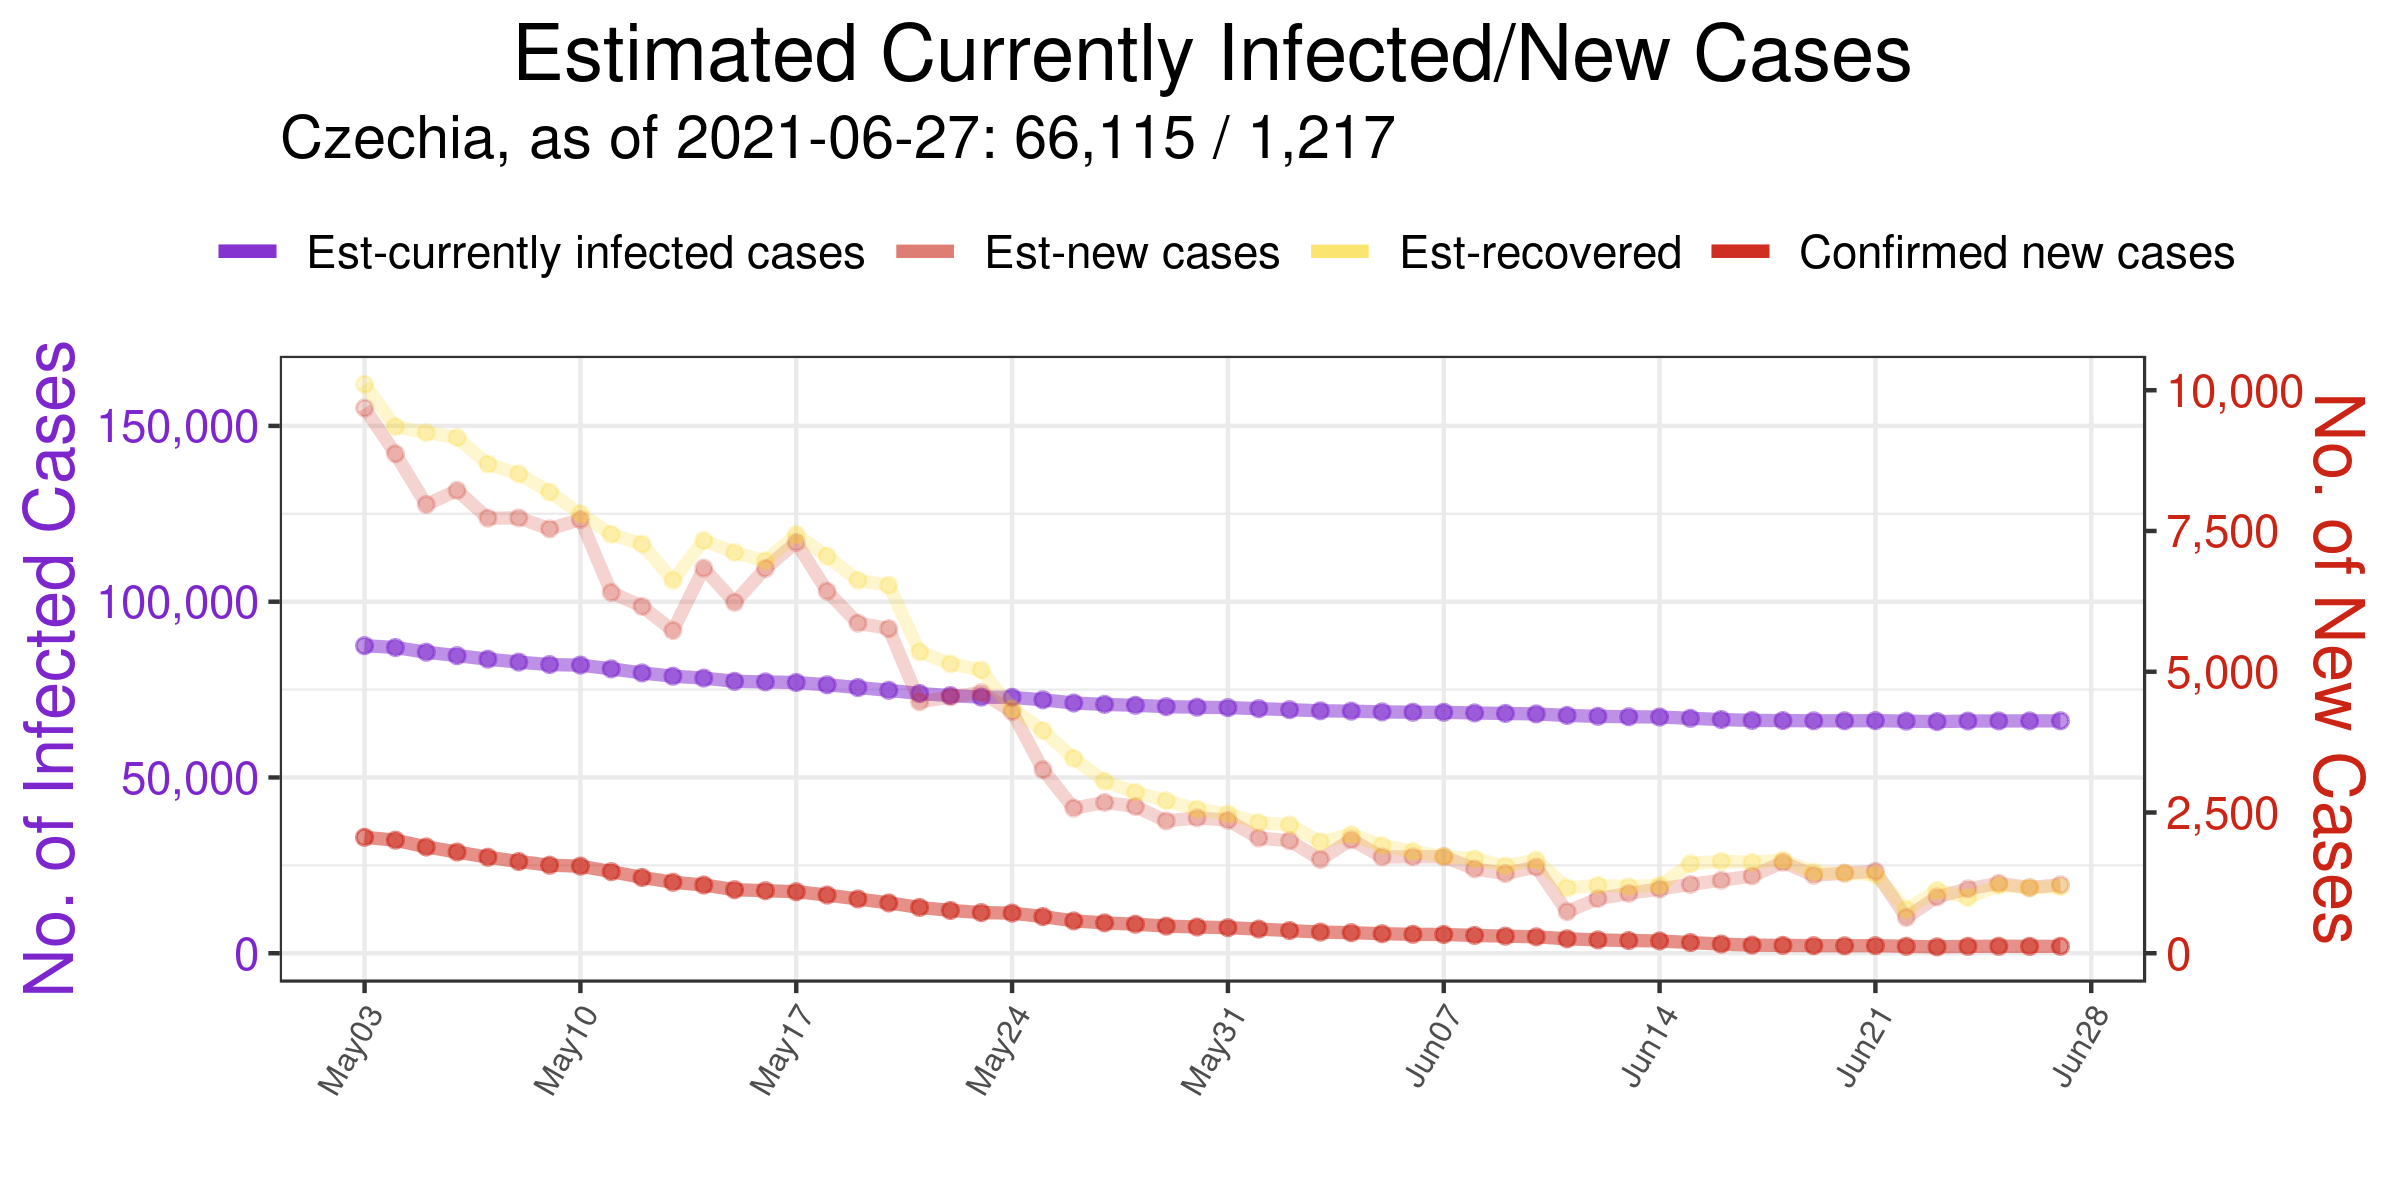 Estimated Currently Infected/New Cases
Czechia, as of 2021-06-27: 66,115 / 1,217
Est-currently infected cases Est-new cases Est-recovered Confirmed new cases
No. of Infected Cases
150,000
100,000
50,000
0
10,000
7,500
5,000
2,500
0
No. of New Cases
May03 May10 May17 May24 May31 Jun07 Jun14 Jun21 Jun28